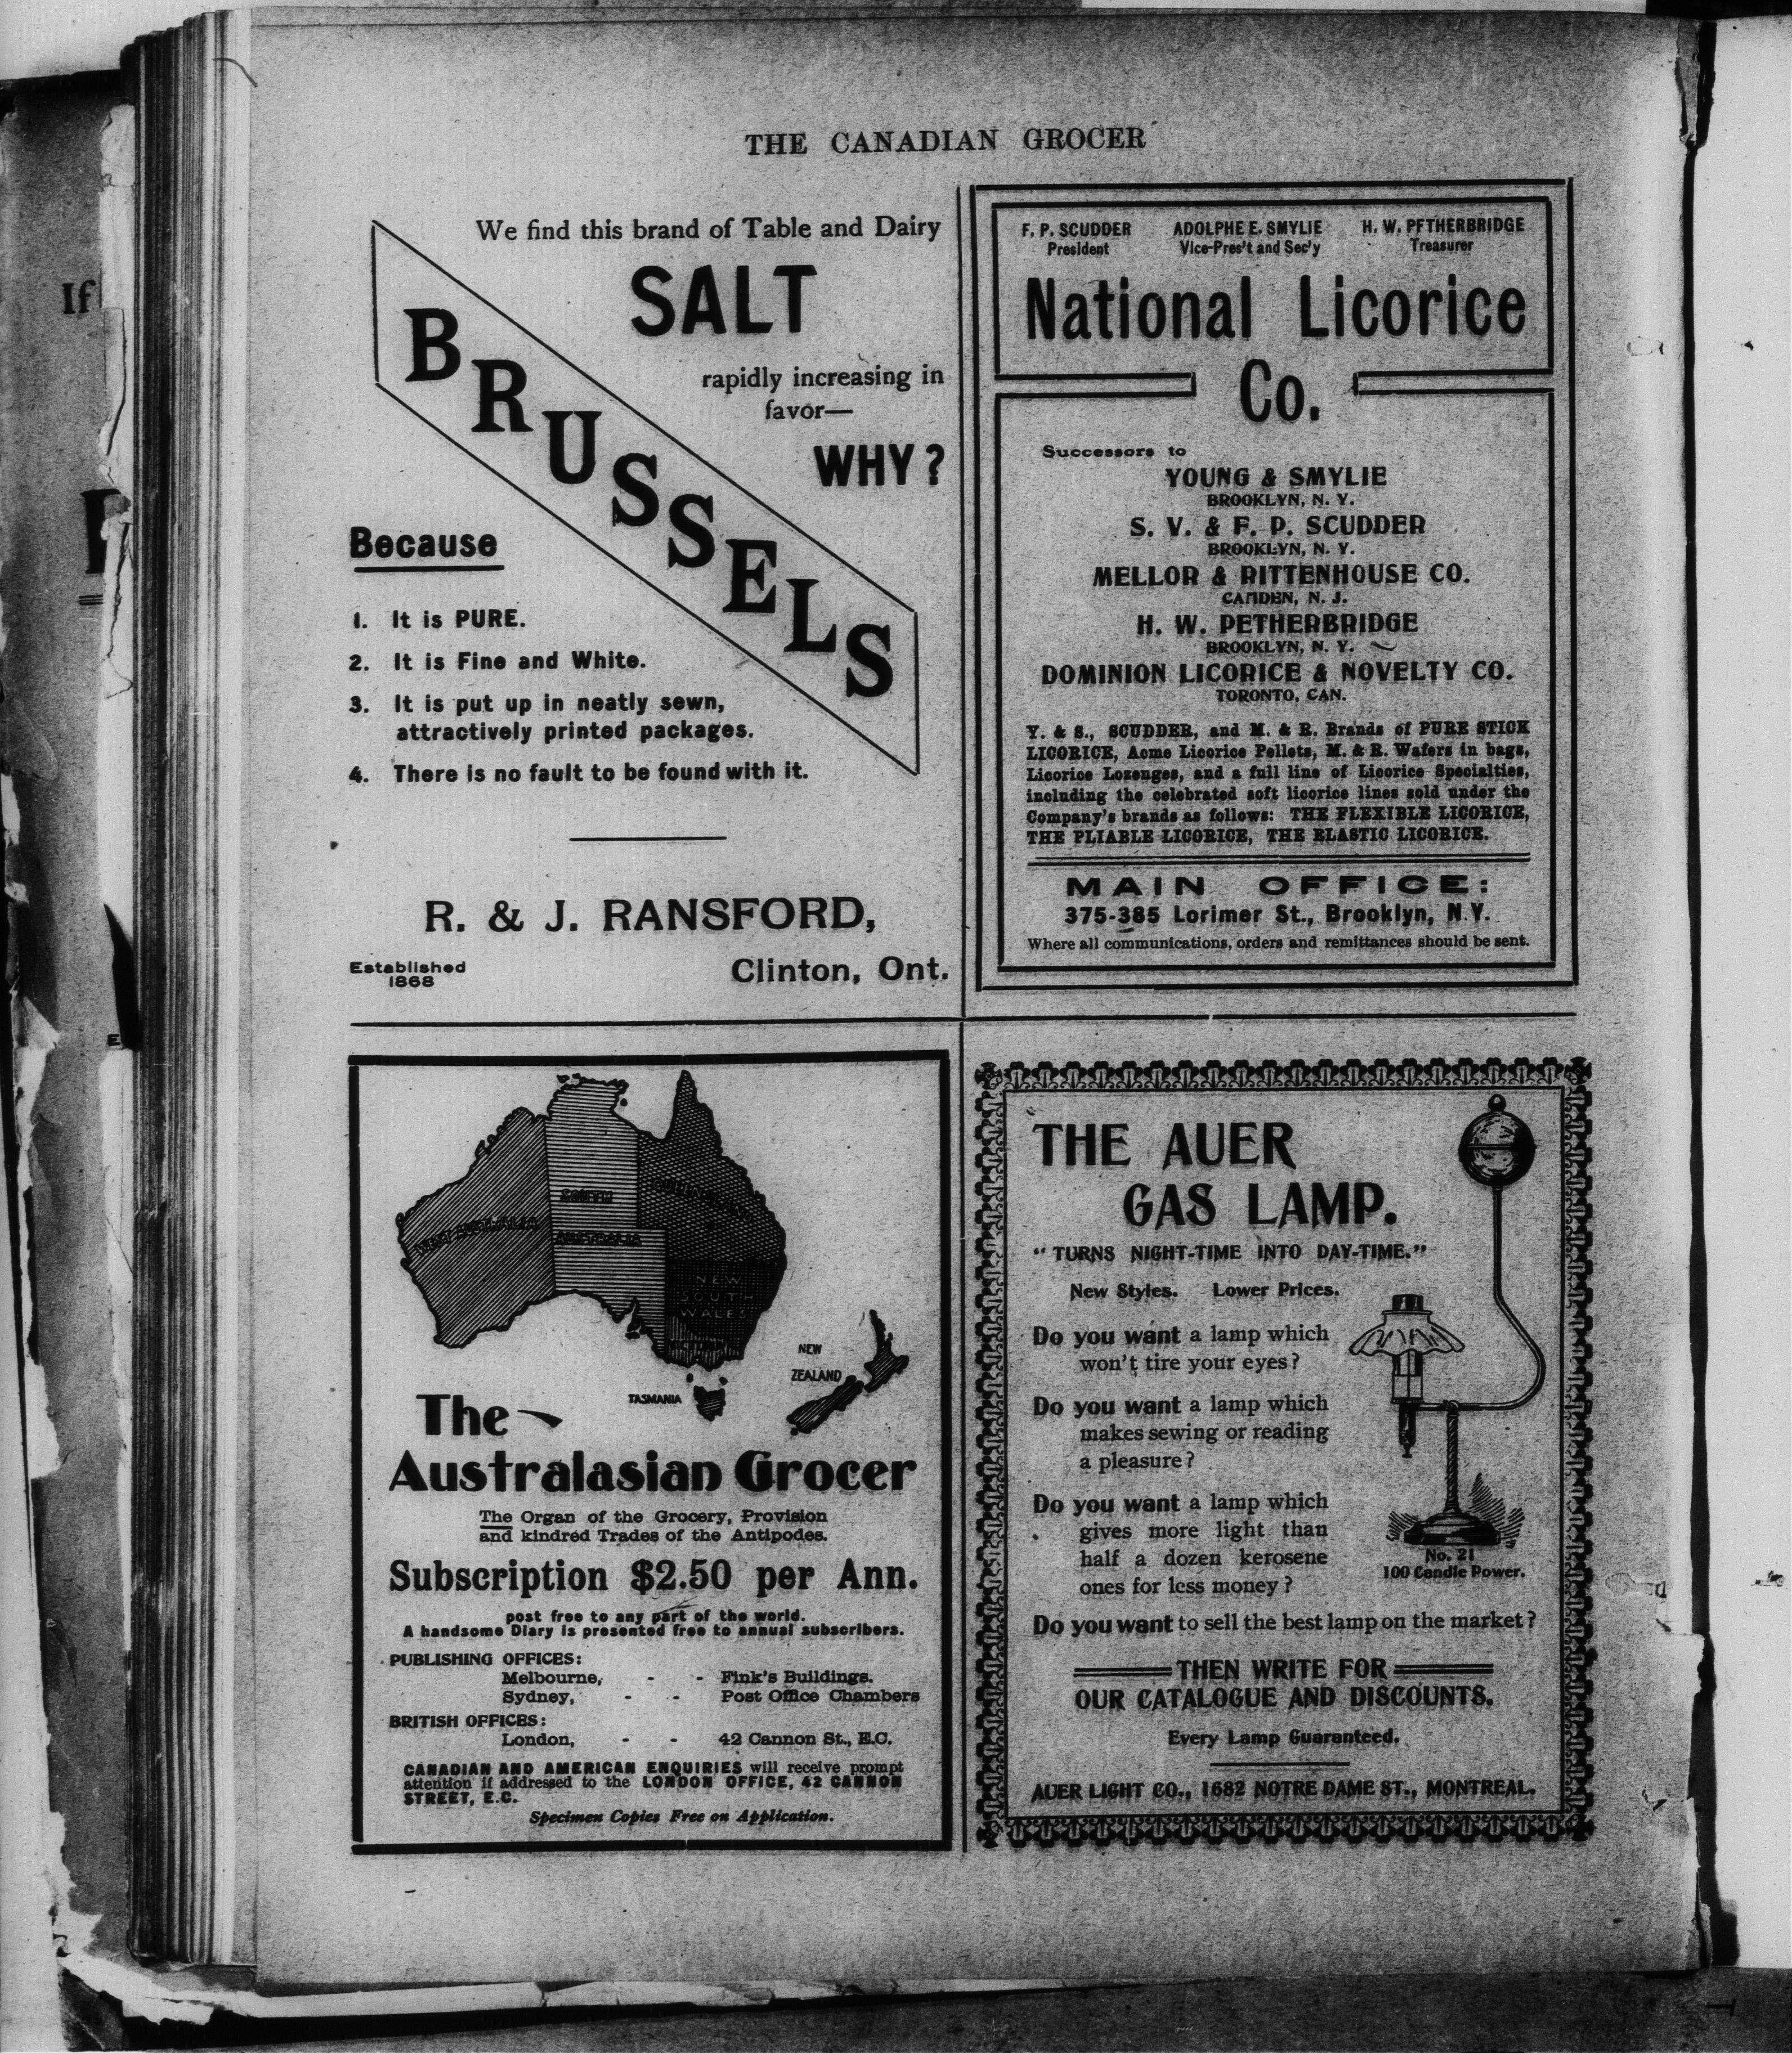 THE CANADIAN GROCER
We find this brand of Table and Dairy
SALT
BRUSSELS
rapidly increasing in
favor—
WHY?
Because
1. It is PURE.
2. It is Fine and White.
3. It is put up in neatly sewn,
attractively printed packages.
4. There is no fault to be found with it.
R. & J. RANSFORD,
Established
1868
Clinton, Ont.
F. P. SCUDDER
President
ADOLPHE E. SMYLIE
Vice-Pres't and Sec'y
H. W. PETHERBRIDGE
Treasurer
National Licorice
Co.
Successors to
YOUNG & SMYLIE
BROOKLYN, N. Y.
S. V. & F. P. SCUDDER
BROOKLYN, N. Y.
MELLOR & RITTENHOUSE CO.
CAMDEN, N. J.
H. W. PETHERBRIDGE
BROOKLYN, N. Y.
DOMINION LICORICE & NOVELTY CO.
TORONTO, CAN.
Y. & S., SCUDDER, and M. & R. Brands of PURE STICK
LICORICE, Acme Licorice Pellets, M. & R. Wafers in bags,
Licorice Lozenges, and a full line of Licorice Specialties,
including the celebrated soft licorice lines sold under the
Company's brands as follows: THE FLEXIBLE LICORICE,
THE PLIABLE LICORICE, THE ELASTIC LICORICE.
MAIN OFFICE:
375-385 Lorimer St., Brooklyn, N.Y.
Where all communications, orders and remittances should be sent.
SOUTH
AUSTRALIA
QUEENSLAND
NEW
SOUTH
WALES
TASMANIA
NEW
ZEALAND
The
Australasian Grocer
The Organ of the Grocery, Provision
and kindred Trades of the Antipodes.
Subscription $2.50 per Ann.
post free to any part of the world.
A handsome Diary is presented free to annual subscribers.
PUBLISHING OFFICES:
Melbourne, - - Fink's Buildings.
Sydney, - - Post Office Chambers
BRITISH OFFICES:
London, - - 42 Cannon St., E.C.
CANADIAN AND AMERICAN ENQUIRIES will receive prompt
attention if addressed to the LONDON OFFICE, 42 CANNON
STREET, E.C.
Specimen Copies Free on Application.
THE AUER
GAS LAMP.
"TURNS NIGHT-TIME INTO DAY-TIME."
New Styles. Lower Prices.
Do you want a lamp which
won't tire your eyes?
Do you want a lamp which
makes sewing or reading
a pleasure?
Do you want a lamp which
gives more light than
half a dozen kerosene
ones for less money?
No. 21
100 Candle Power.
Do you want to sell the best lamp on the market?
THEN WRITE FOR
OUR CATALOGUE AND DISCOUNTS.
Every Lamp Guaranteed.
AUER LIGHT CO., 1682 NOTRE DAME ST., MONTREAL.
If